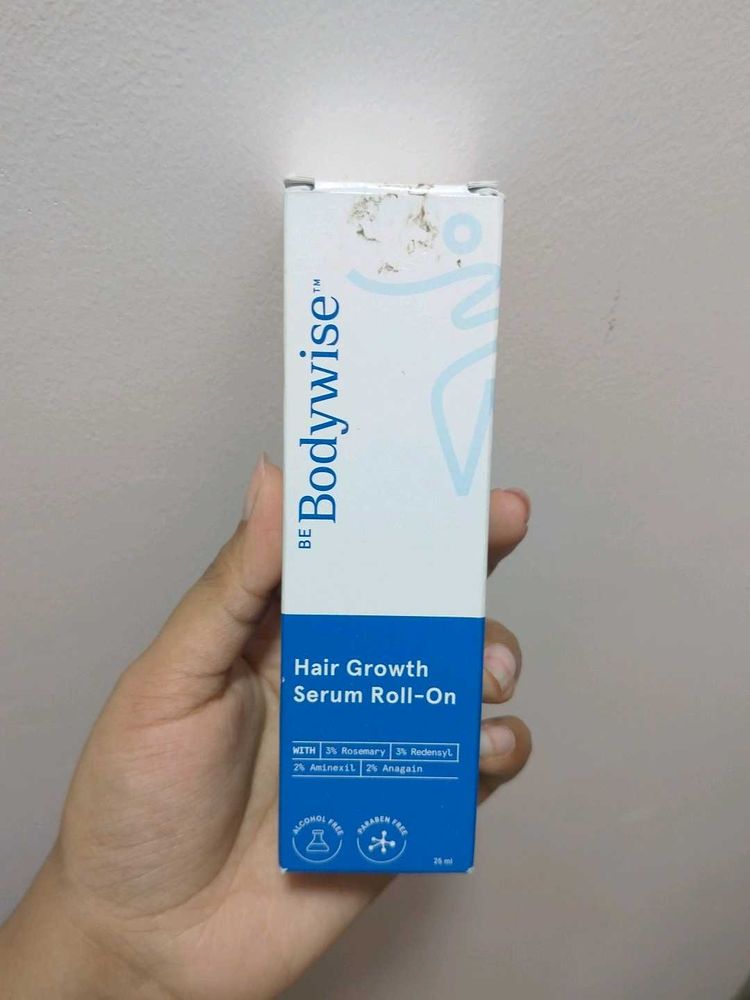 BE Bodywise™
Hair Growth
Serum Roll-On
WITH 3% Rosemary 3% Redensyl
2% Aminexil 2% Anagain
ALCOHOL FREE PARABEN FREE
26 ml